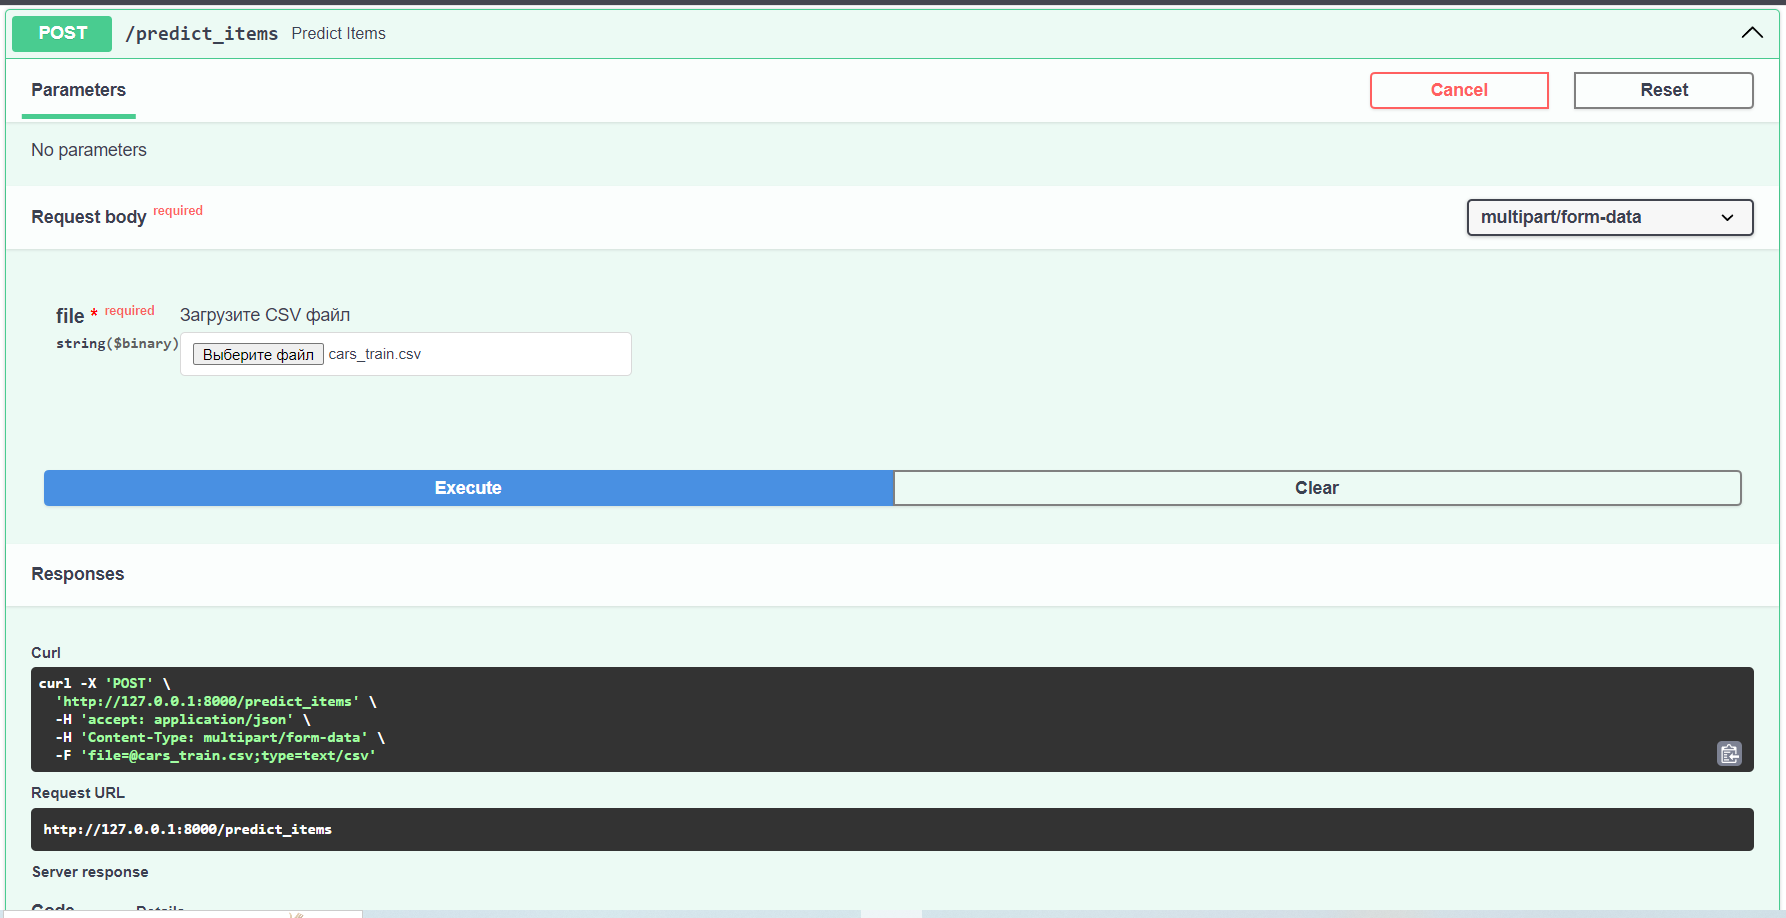 POST /predict_items Predict Items
Parameters Cancel Reset
No parameters
Request body required multipart/form-data
file * required Загрузите CSV файл
string($binary) Выберите файл cars_train.csv
Execute Clear
Responses
Curl
curl -X 'POST' \
'http://127.0.0.1:8000/predict_items' \
-H 'accept: application/json' \
-H 'Content-Type: multipart/form-data' \
-F 'file=@cars_train.csv;type=text/csv'
Request URL
http://127.0.0.1:8000/predict_items
Server response
Code Details